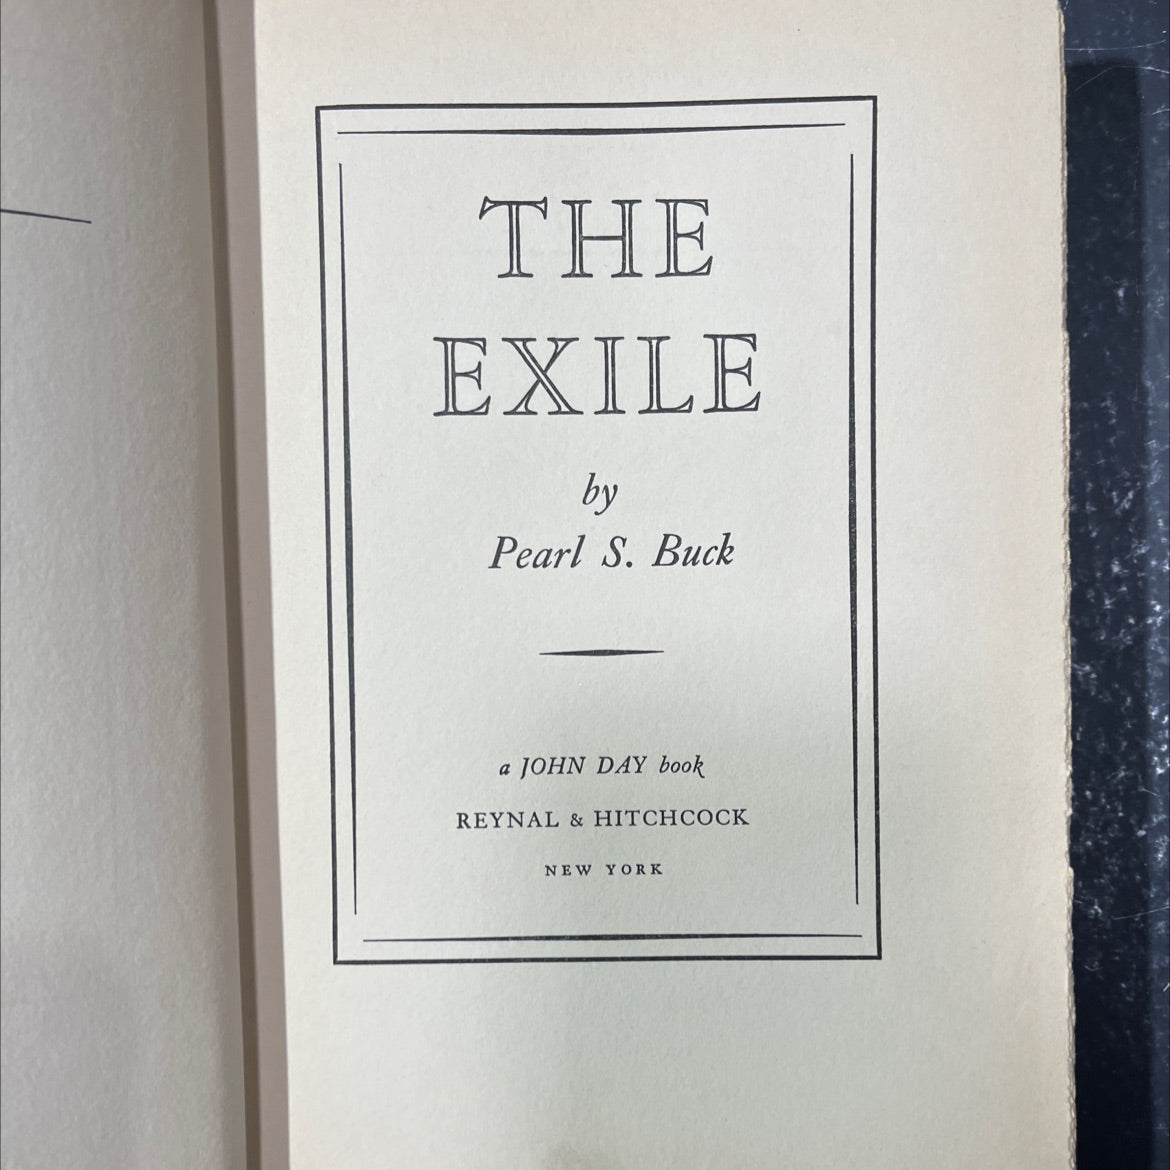 THE
EXILE
by
Pearl S. Buck
a JOHN DAY book
REYNAL & HITCHCOCK
NEW YORK